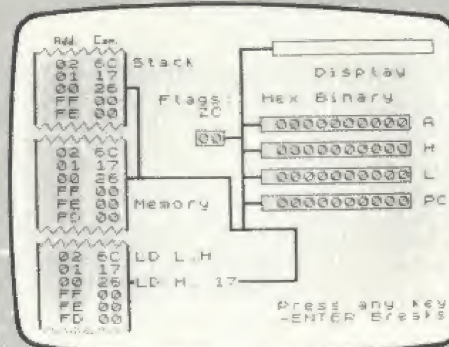 Add. Con.
02 6C Stack
01 17
00 26
FF 00
FE 00
Display
Flags: Hex Binary
ZC
00
0000000000 A
0000000000 H
0000000000 L
0000000000 PC
02 6C
01 17
00 26
FF 00
FE 00 Memory
FD 00
02 6C LD L,H
01 17
00 26 LD H, 17
FF 00
FE 00
FD 00
Press any key
-ENTER Breaks